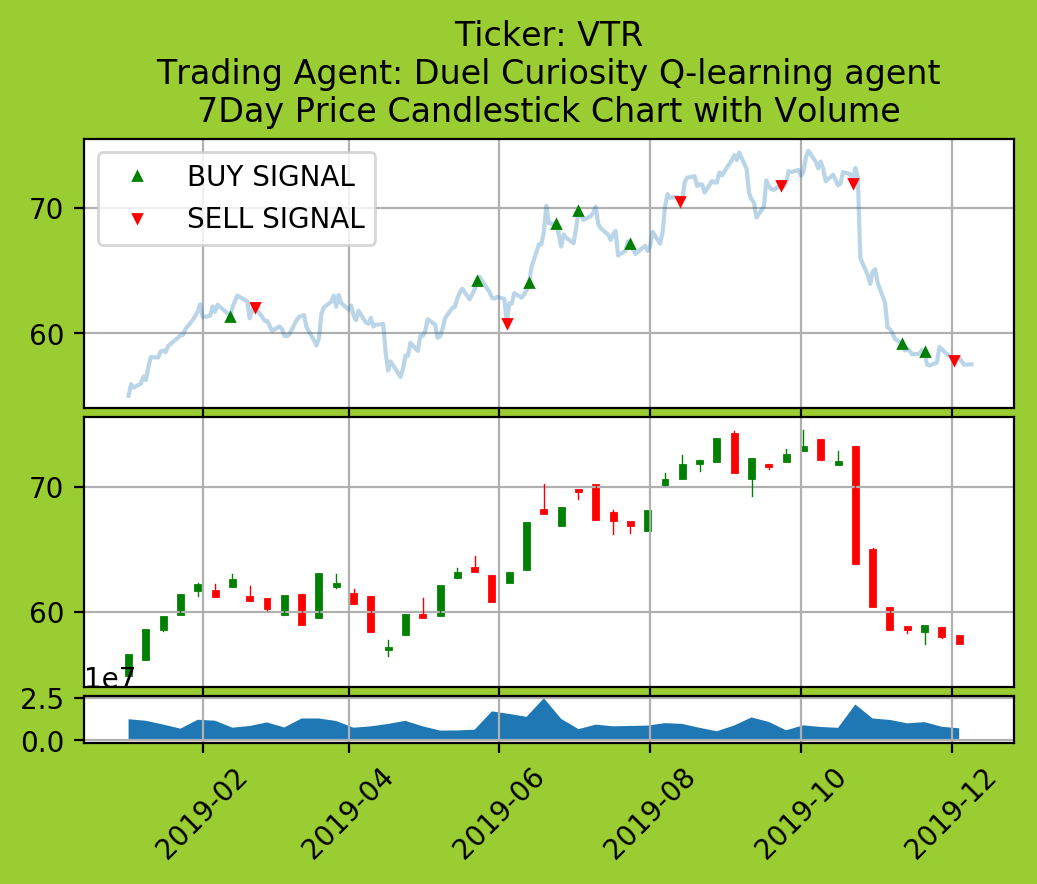 Ticker: VTR
Trading Agent: Duel Curiosity Q-learning agent
7Day Price Candlestick Chart with Volume
BUY SIGNAL
SELL SIGNAL
70
60
70
60
1e7
2.5
0.0
2019-02
2019-04
2019-06
2019-08
2019-10
2019-12